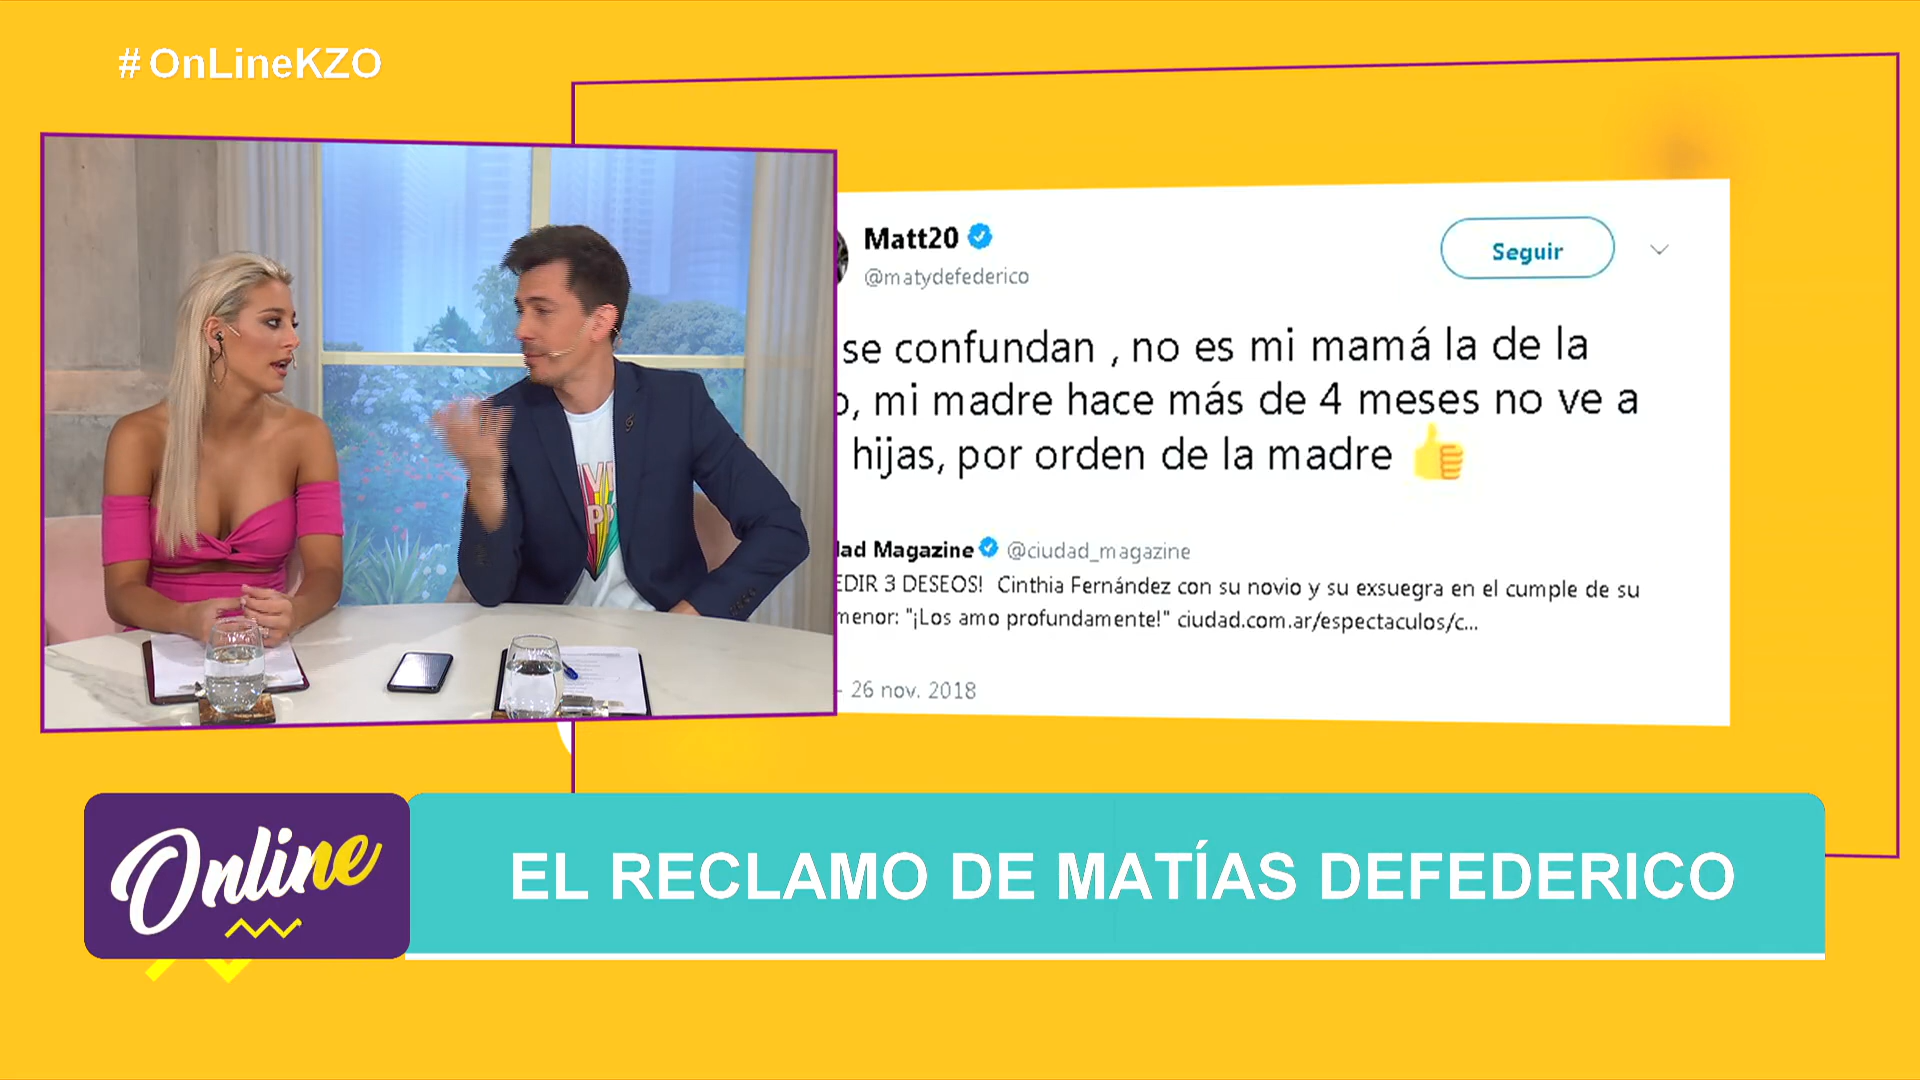 #OnLineKZO
Matt20
@matydefederico
Seguir
se confundan , no es mi mamá la de la
, mi madre hace más de 4 meses no ve a
hijas, por orden de la madre
Magazine @ciudad_magazine
3 DESEOS! Cinthia Fernández con su novio y su exsuegra en el cumple de su
menor: "¡Los amo profundamente!" ciudad.com.ar/espectaculos/c...
- 26 nov. 2018
Online
EL RECLAMO DE MATÍAS DEFEDERICO